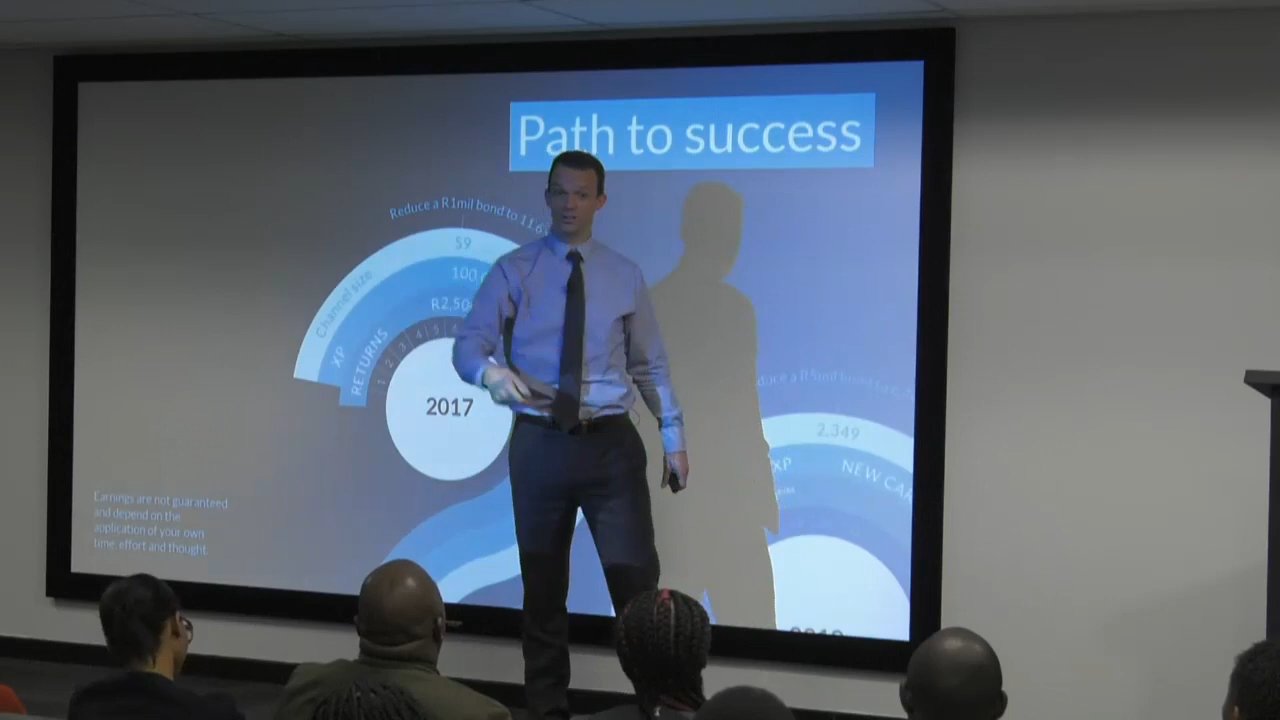 Path to success
Reduce a R1mil bond to 11.6
59
100
R2,50
Channel size
XP
RETURNS
1 2 3 4 5
2017
2,349
XP
NEW CAR
Earnings are not guaranteed
and depend on the
application of your own
time, effort and thought.